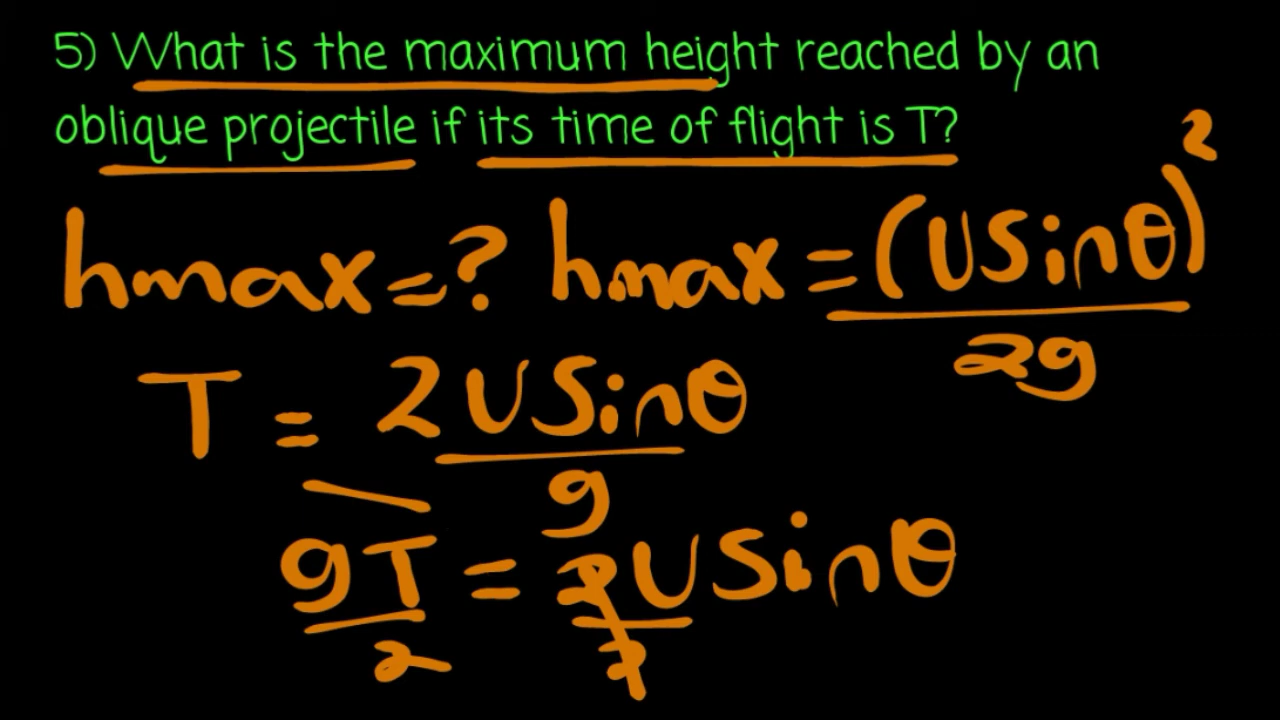 5) What is the maximum height reached by an
oblique projectile if its time of flight is T?
hmax=? hmax = (USinθ)²
2g
T = 2USinθ
g
gT = 2USinθ
2 2